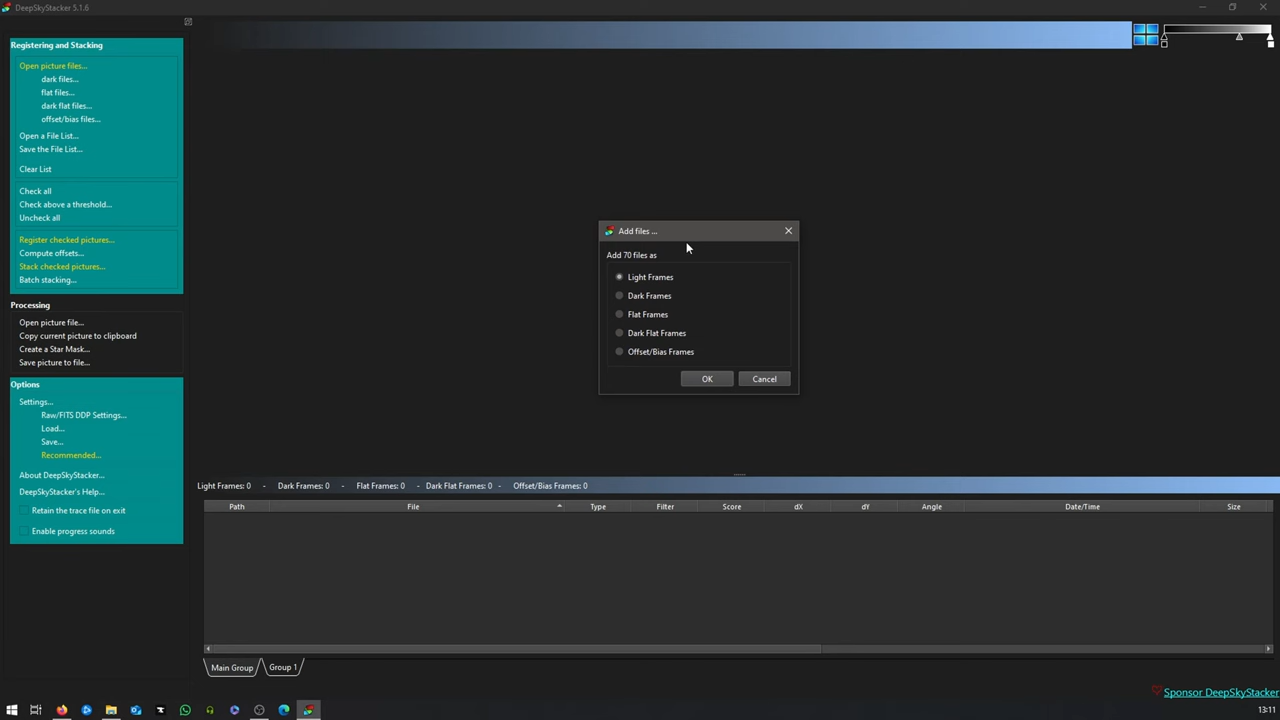 DeepSkyStacker 5.1.6
Registering and Stacking
Open picture files...
dark files...
flat files...
dark flat files...
offset/bias files...
Open a File List...
Save the File List...
Clear List
Check all
Check above a threshold...
Uncheck all
Register checked pictures...
Compute offsets...
Stack checked pictures...
Batch stacking...
Processing
Open picture file...
Copy current picture to clipboard
Create a Star Mask...
Save picture to file...
Options
Settings...
Raw/FITS DDP Settings...
Load...
Save...
Recommended...
About DeepSkyStacker...
DeepSkyStacker's Help...
Retain the trace file on exit
Enable progress sounds
Add files ...
Add 70 files as
Light Frames
Dark Frames
Flat Frames
Dark Flat Frames
Offset/Bias Frames
OK Cancel
Light Frames: 0 - Dark Frames: 0 - Flat Frames: 0 - Dark Flat Frames: 0 - Offset/Bias Frames: 0
Path File Type Filter Score dX dY Angle Date/Time Size
Main Group Group 1
Sponsor DeepSkyStacker
13:11